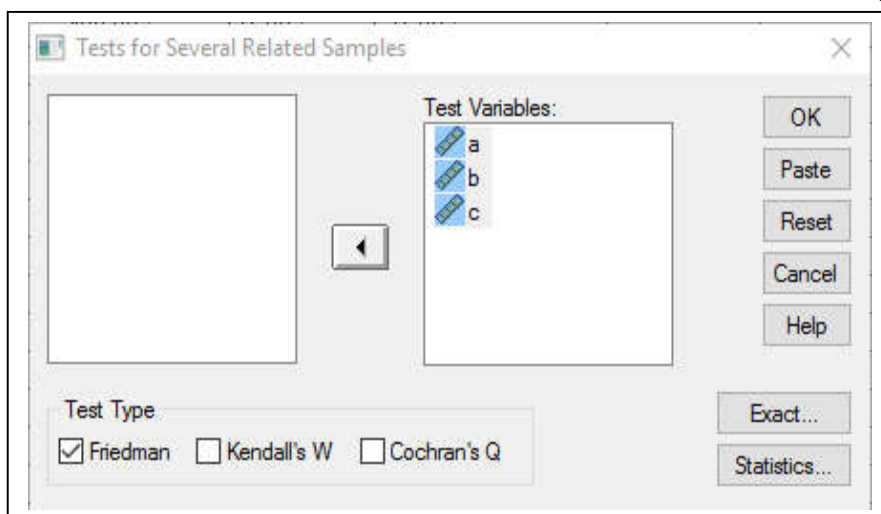 Tests for Several Related Samples
Test Variables:
a
b
c
OK
Paste
Reset
Cancel
Help
Test Type
Friedman
Kendall's W
Cochran's Q
Exact...
Statistics...